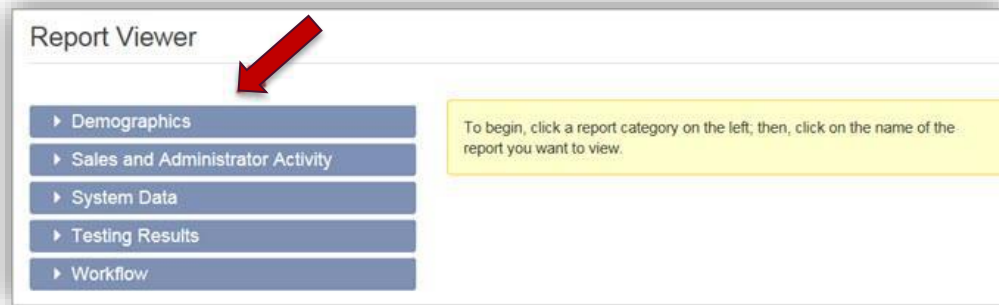 Report Viewer
Demographics
Sales and Administrator Activity
System Data
Testing Results
Workflow
To begin, click a report category on the left; then, click on the name of the
report you want to view.